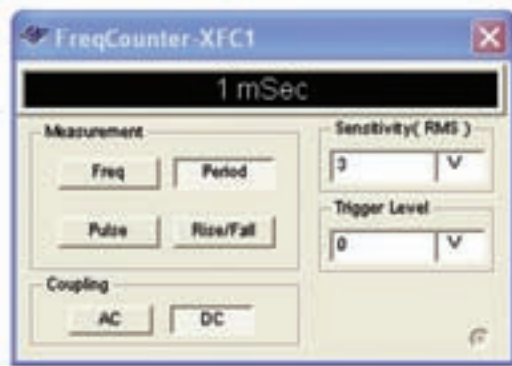 FreqCounter-XFC1
1 mSec
Measurement
Freq Period
Pulse Rise/Fall
Coupling
AC DC
Sensitivity( RMS )
3 V
Trigger Level
0 V